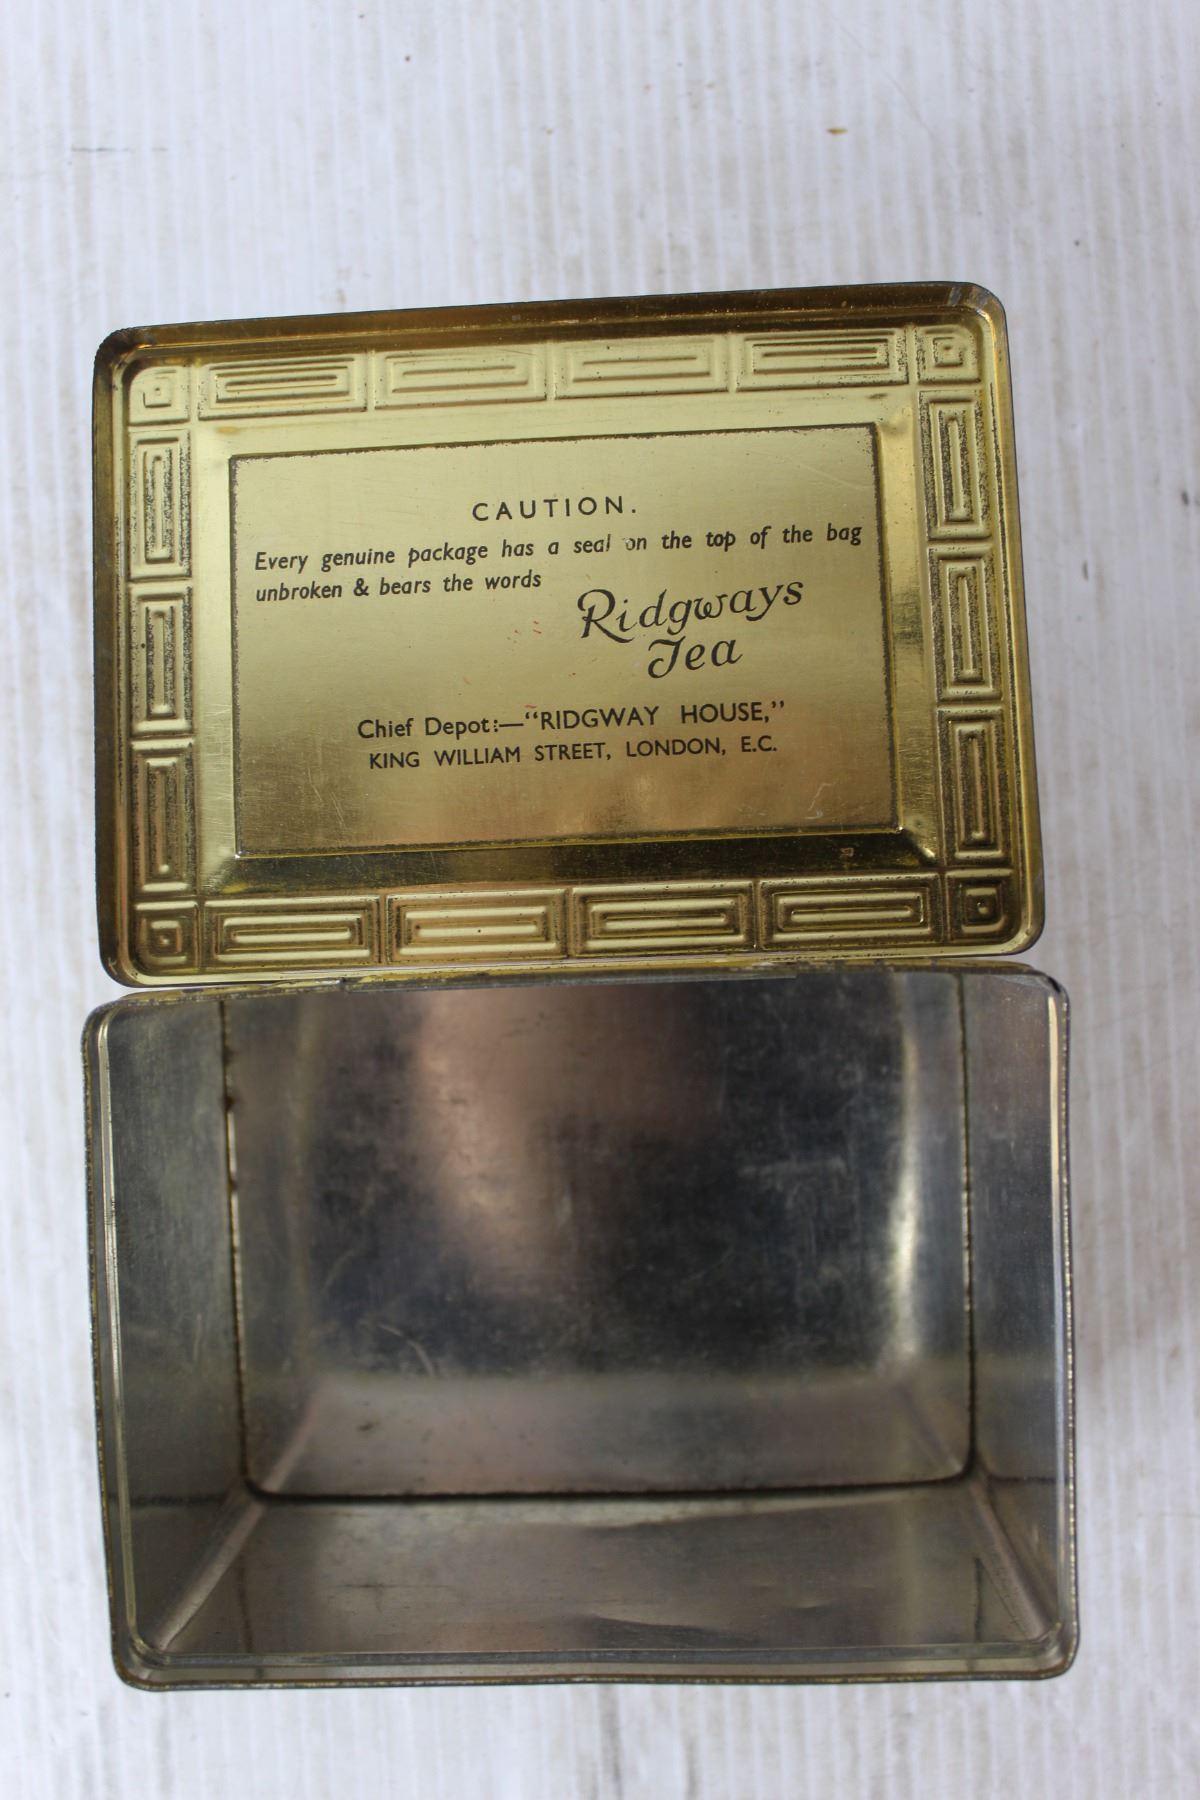 CAUTION.
Every genuine package has a seal on the top of the bag
unbroken & bears the words
Ridgways
Tea
Chief Depot:—“RIDGWAY HOUSE,”
KING WILLIAM STREET, LONDON, E.C.